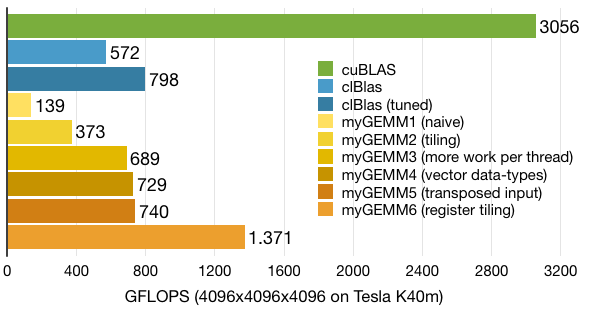 3056
572
798
139
373
689
729
740
1.371
cuBLAS
clBlas
clBlas (tuned)
myGEMM1 (naive)
myGEMM2 (tiling)
myGEMM3 (more work per thread)
myGEMM4 (vector data-types)
myGEMM5 (transposed input)
myGEMM6 (register tiling)
0 400 800 1200 1600 2000 2400 2800 3200
GFLOPS (4096x4096x4096 on Tesla K40m)